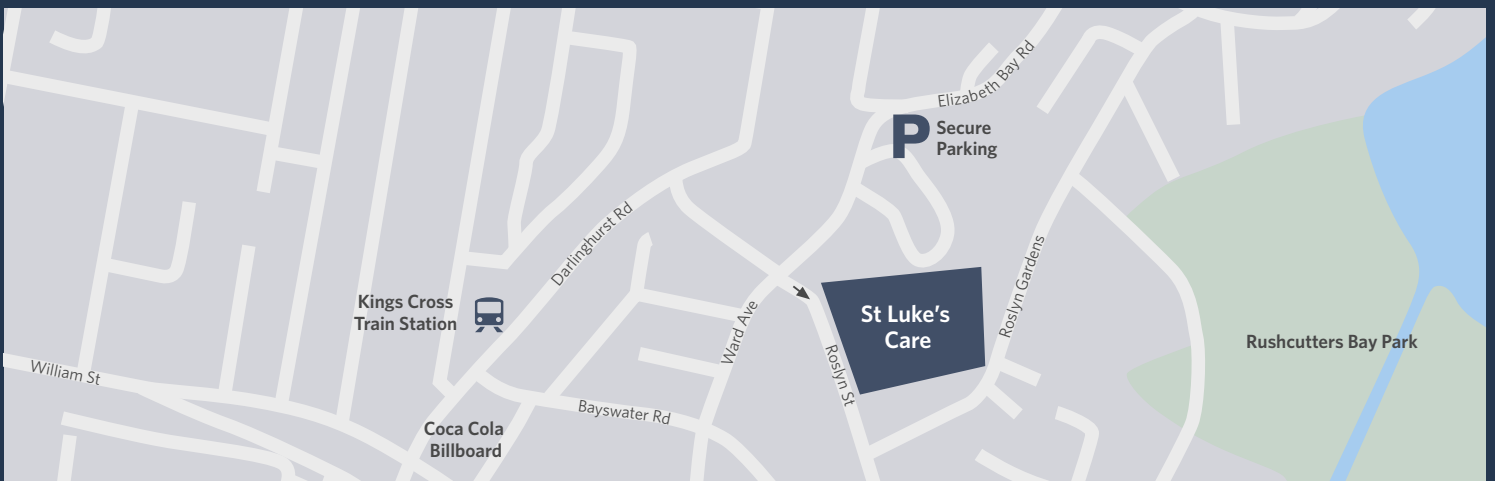 Elizabeth Bay Rd
P
Secure
Parking
Darlinghurst Rd
Kings Cross
Train Station
St Luke’s
Care
Roslyn Gardens
Ward Ave
Roslyn St
Rushcutters Bay Park
William St
Bayswater Rd
Coca Cola
Billboard